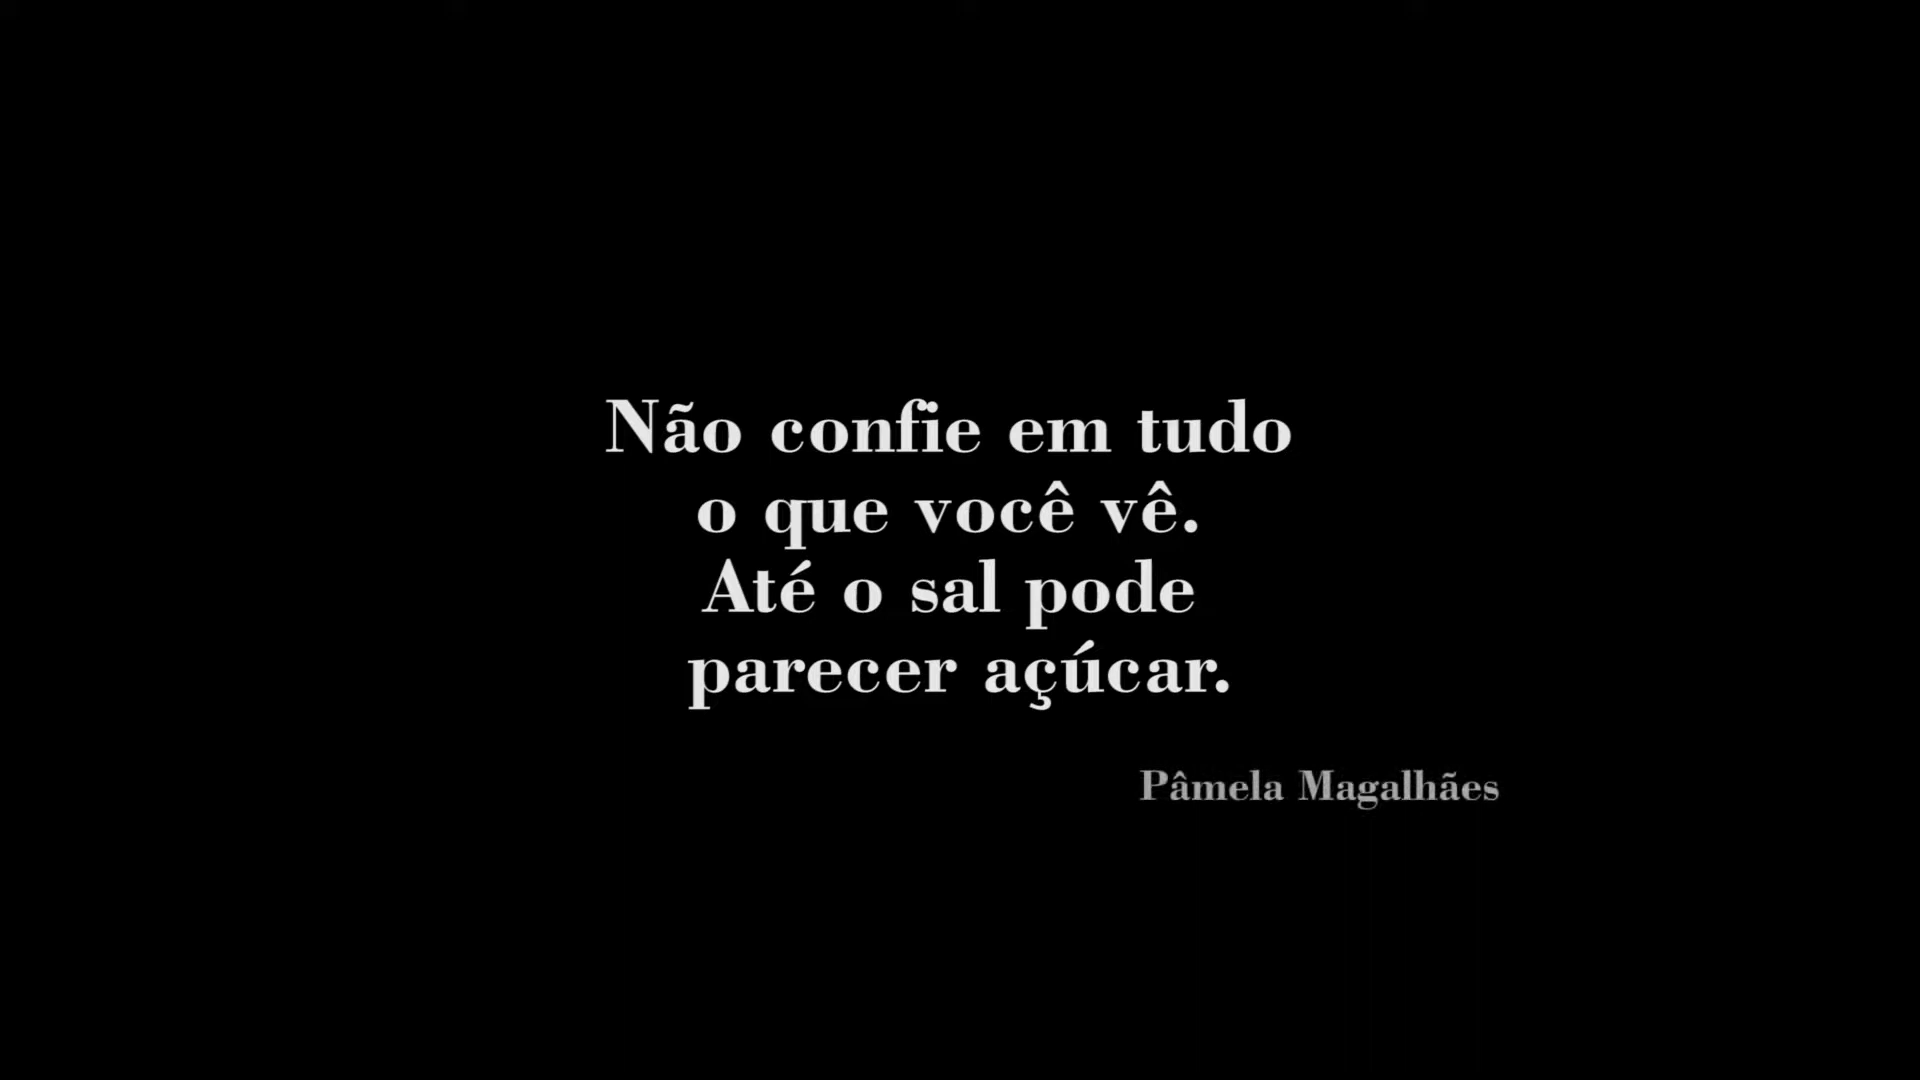 Não confie em tudo
o que você vê.
Até o sal pode
parecer açúcar.
Pâmela Magalhães